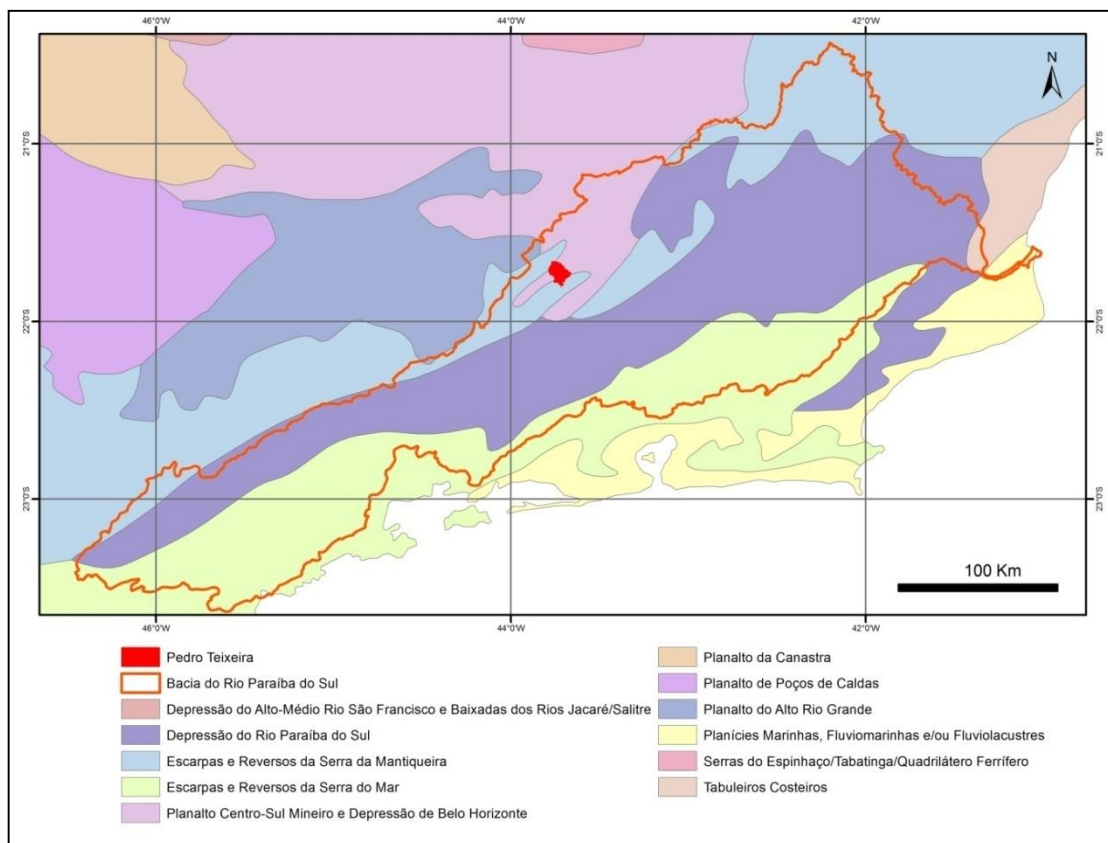 46°0'W 44°0'W 42°0'W
N
21°0'S 21°0'S
22°0'S 22°0'S
23°0'S 23°0'S
100 Km
46°0'W 44°0'W 42°0'W
Pedro Teixeira
Bacia do Rio Paraíba do Sul
Depressão do Alto-Médio Rio São Francisco e Baixadas dos Rios Jacaré/Salitre
Depressão do Rio Paraíba do Sul
Escarpas e Reversos da Serra da Mantiqueira
Escarpas e Reversos da Serra do Mar
Planalto Centro-Sul Mineiro e Depressão de Belo Horizonte
Planalto da Canastra
Planalto de Poços de Caldas
Planalto do Alto Rio Grande
Planícies Marinhas, Fluviomarinhas e/ou Fluviolacustres
Serras do Espinhaço/Tabatinga/Quadrilátero Ferrífero
Tabuleiros Costeiros